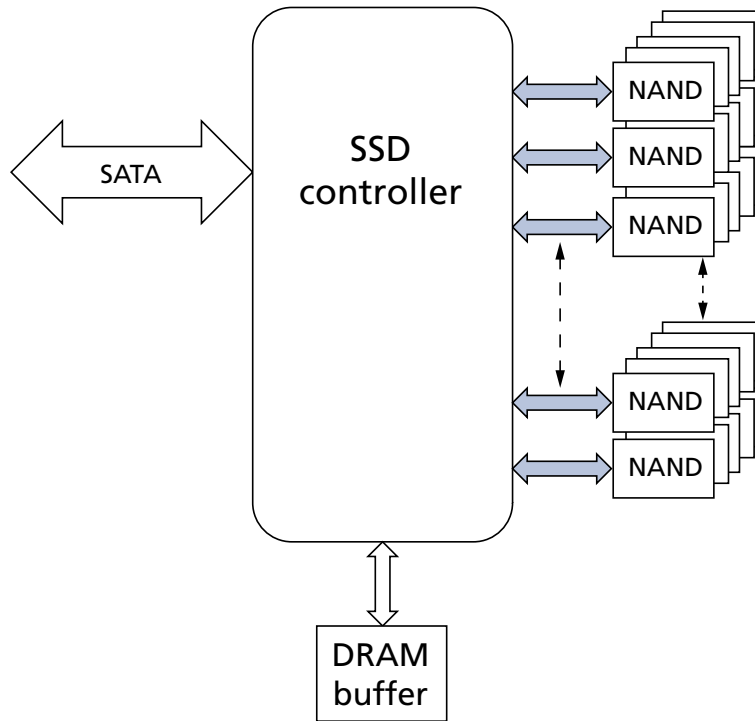 SATA
SSD
controller
NAND
NAND
NAND
NAND
NAND
DRAM
buffer